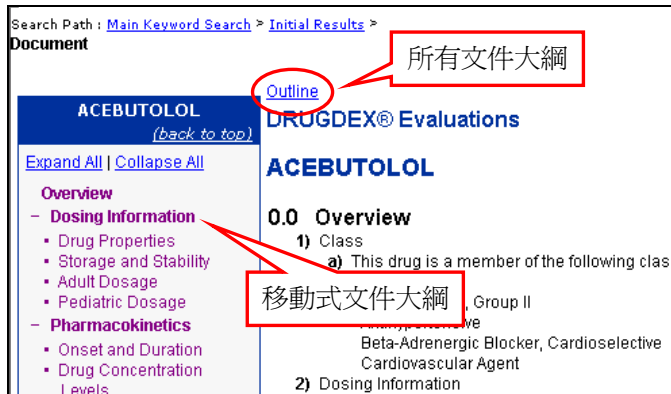 Search Path : Main Keyword Search > Initial Results >
Document
所有文件大綱
Outline
ACEBUTOLOL
(back to top)
Expand All | Collapse All
Overview
− Dosing Information
▪ Drug Properties
▪ Storage and Stability
▪ Adult Dosage
▪ Pediatric Dosage
− Pharmacokinetics
▪ Onset and Duration
▪ Drug Concentration
Levels
移動式文件大綱
DRUGDEX® Evaluations
ACEBUTOLOL
0.0 Overview
1) Class
a) This drug is a member of the following clas
, Group II
Beta-Adrenergic Blocker, Cardioselective
Cardiovascular Agent
2) Dosing Information